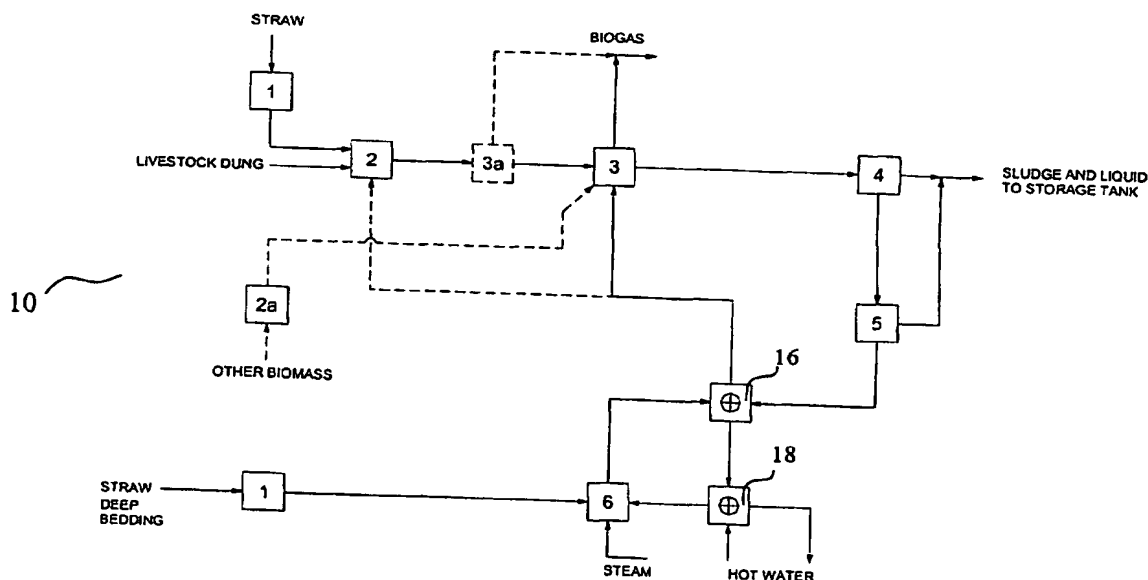 STRAW
BIOGAS
1
LIVESTOCK DUNG
2
3a
3
4
SLUDGE AND LIQUID
TO STORAGE TANK
10
2a
5
OTHER BIOMASS
16
18
STRAW
DEEP
BEDDING
1
6
STEAM
HOT WATER